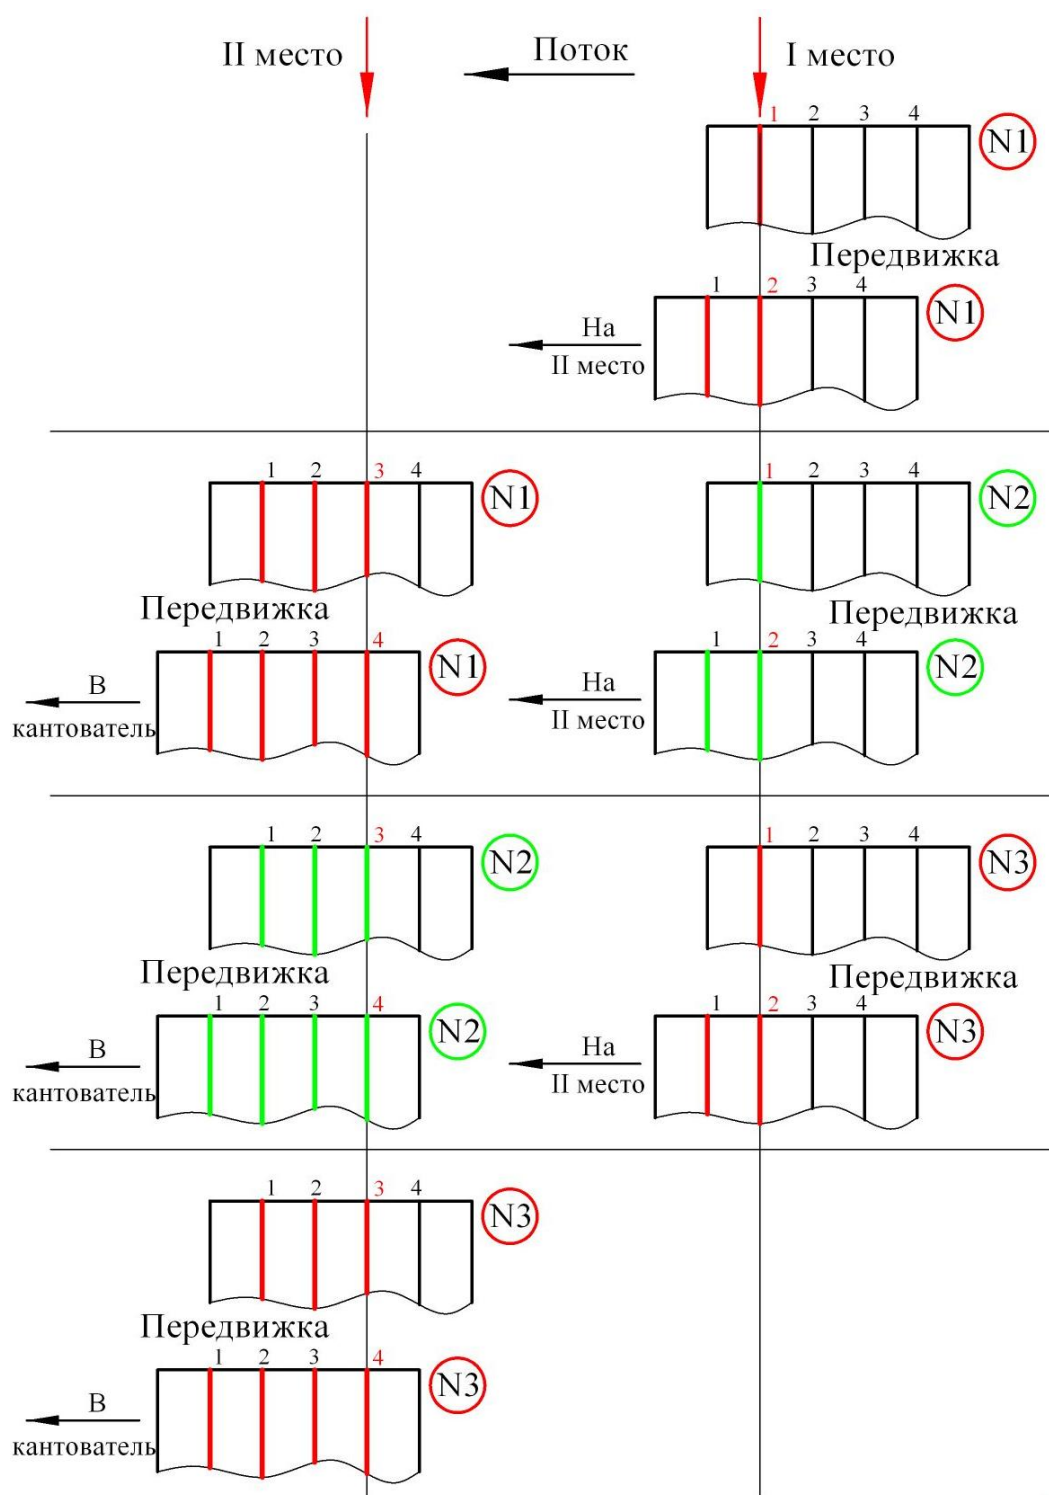 II место
Поток
I место
1 2 3 4
N1
Передвижка
1 2 3 4
N1
На
II место
1 2 3 4
N1
1 2 3 4
N2
Передвижка
Передвижка
1 2 3 4
N1
1 2 3 4
N2
В
кантователь
На
II место
1 2 3 4
N2
1 2 3 4
N3
Передвижка
Передвижка
1 2 3 4
N2
1 2 3 4
N3
В
кантователь
На
II место
1 2 3 4
N3
Передвижка
1 2 3 4
N3
В
кантователь